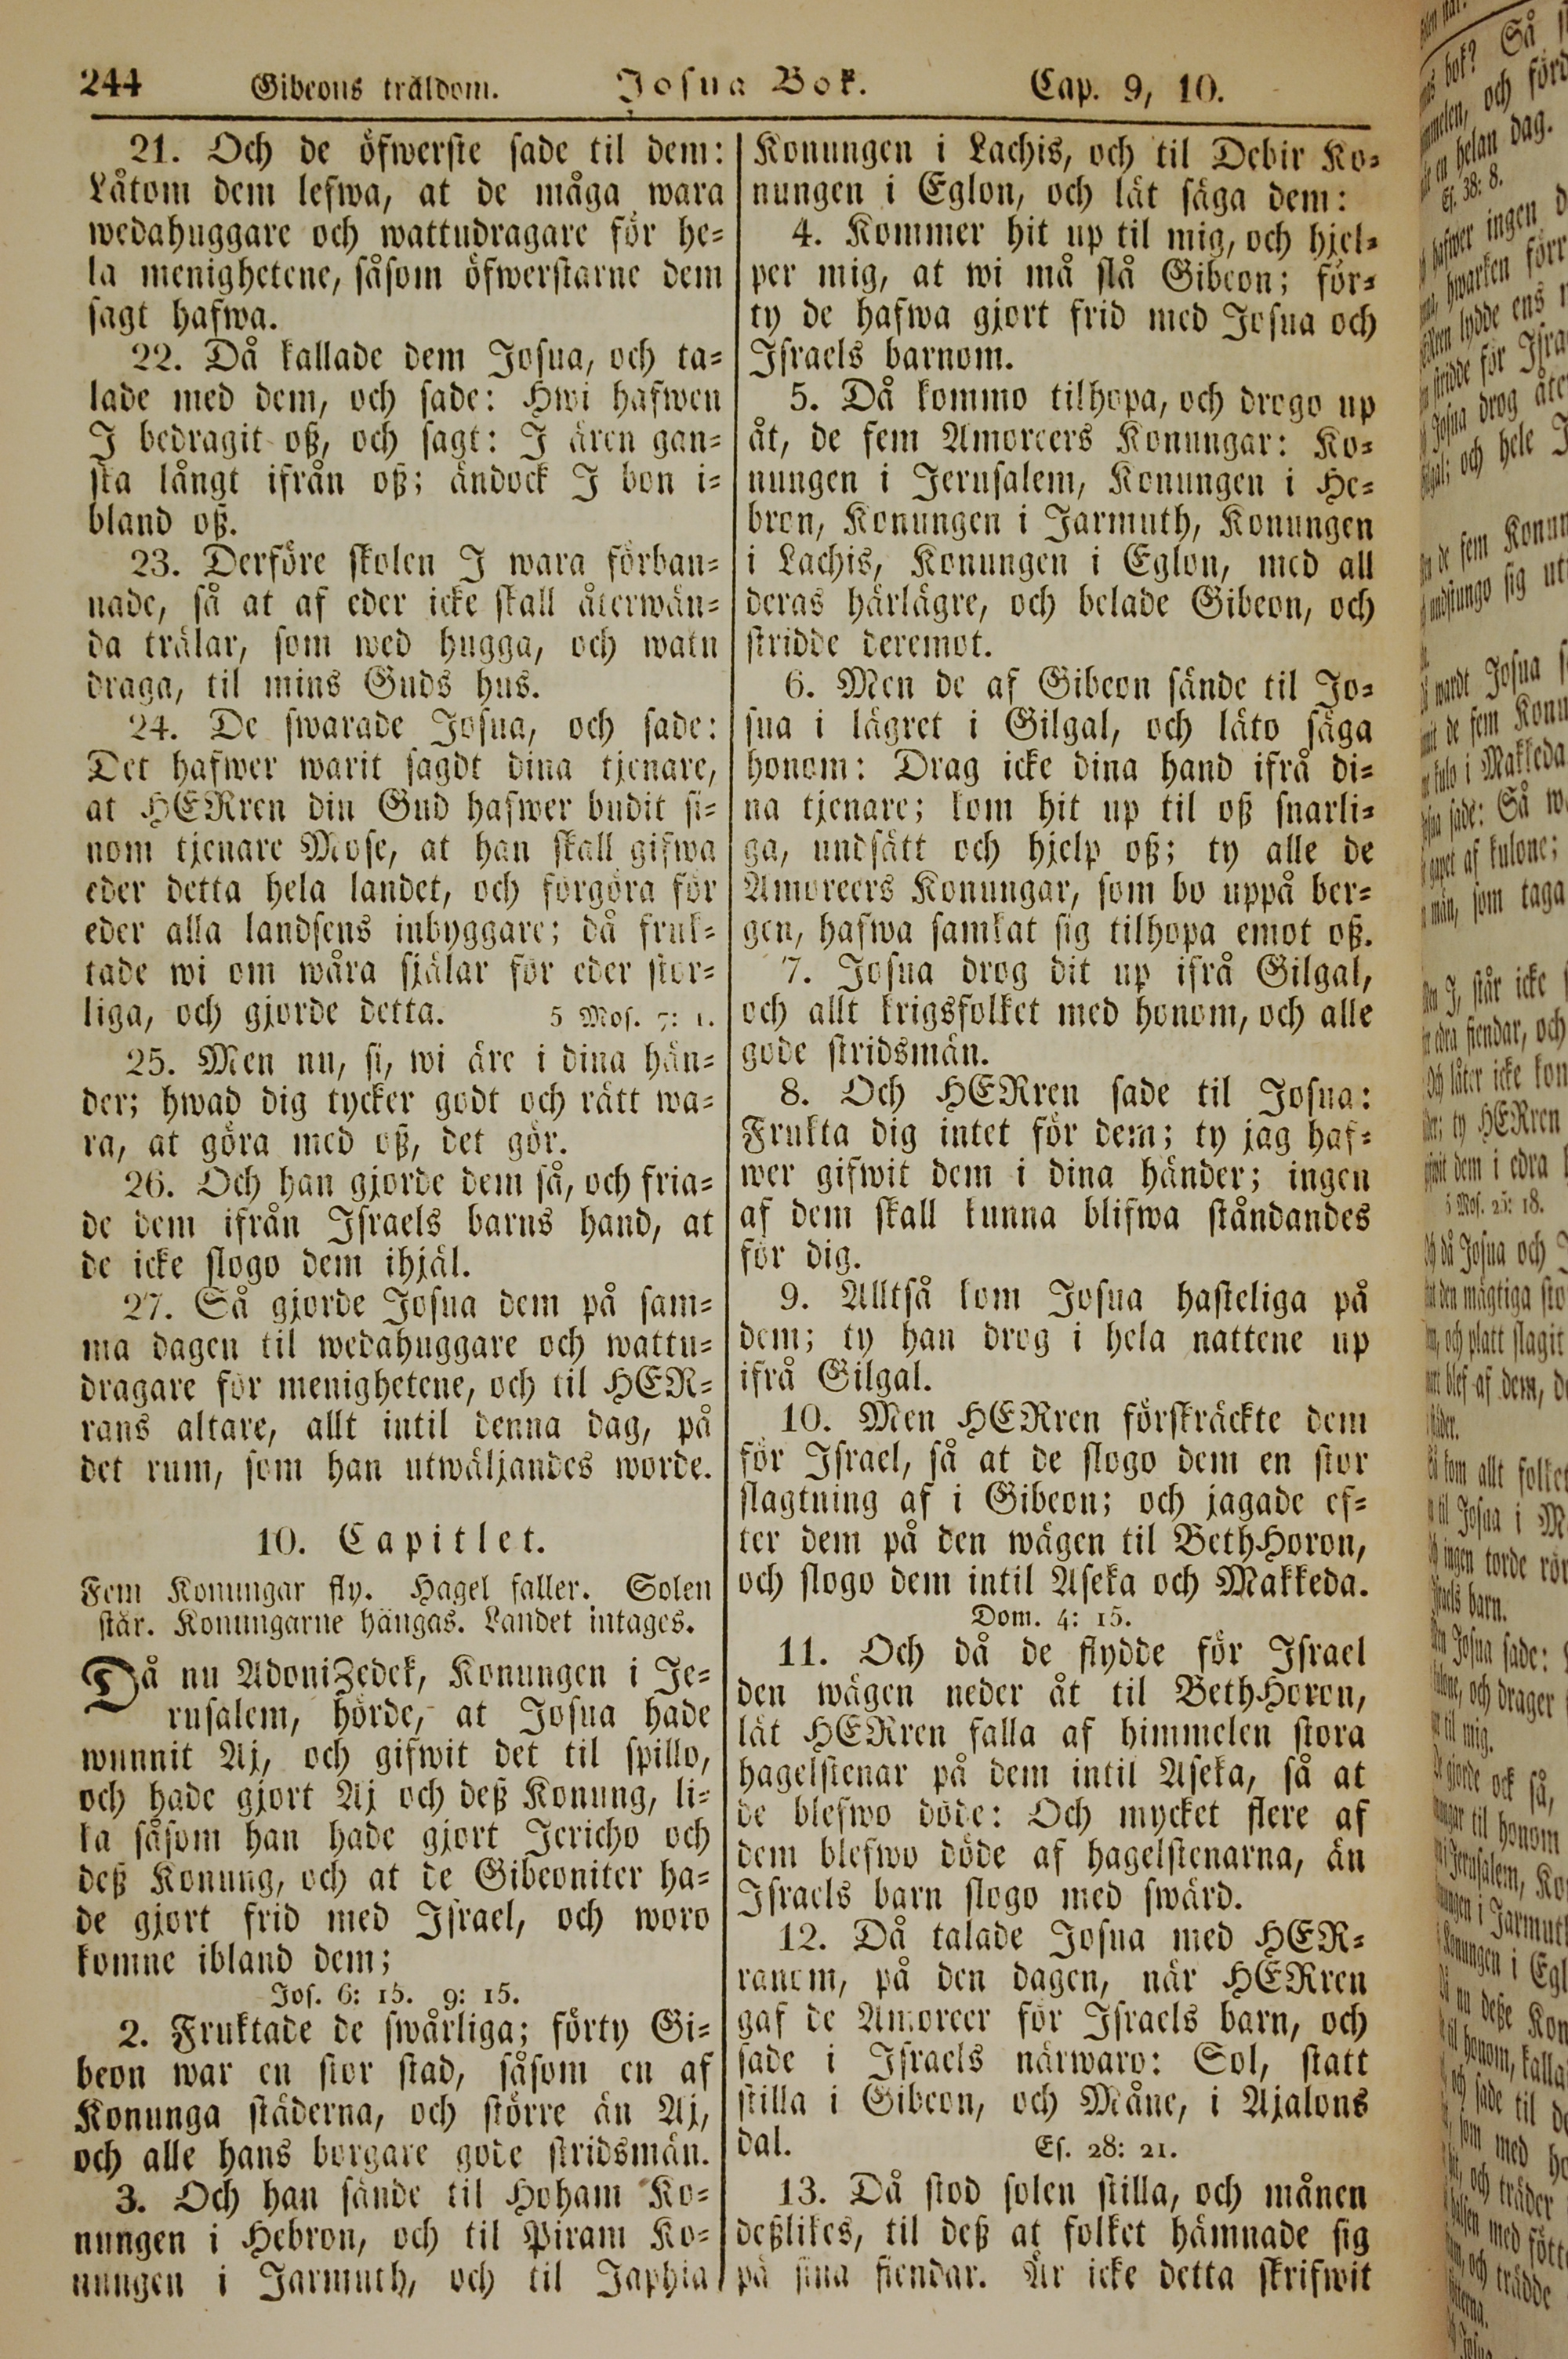 244 Gibeons träldom. Josua Bok. Cap. 9, 10.
21. Och de öfwerste sade til dem:
Låtom dem lefwa, at de måga wara
wedahuggare och wattudragare för he=
la menighetene, såsom öfwerstarne dem
sagt hafwa.
22. Då kallade dem Josua, och ta=
lade med dem, och sade: Hwi hafwen
I bedragit oß, och sagt: I ären gan=
ska långt ifrån oß; ändock I bon i=
bland oß.
23. Derföre skolen I wara förban=
nade, så at af eder icke skall återwän=
da trälar, som wed hugga, och watn
draga, til mins Guds hus.
24. De swarade Josua, och sade:
Det hafwer warit sagdt dina tjenare,
at HERren din Gud hafwer budit si=
nom tjenare Mose, at han skall gifwa
eder detta hela landet, och förgöra för
eder alla landsens inbyggare; då fruk=
tade wi om wåra själar för eder stor=
liga, och gjorde detta. 5 Mos. 7: 1.
25. Men nu, si, wi äre i dina hän=
der; hwad dig tycker godt och rätt wa=
ra, at göra med oß, det gör.
26. Och han gjorde dem så, och fria=
de dem ifrån Israels barns hand, at
de icke slogo dem ihjäl.
27. Så gjorde Josua dem på sam=
ma dagen til wedahuggare och wattu=
dragare för menighetene, och til HER=
rans altare, allt intil denna dag, på
det rum, som han utwäljandes worde.
10. Capitlet.
Fem Konungar fly. Hagel faller. Solen
står. Konungarne hängas. Landet intages.
Då nu AdoniZedek, Konungen i Je=
rusalem, hörde, at Josua hade
wunnit Aj, och gifwit det til spillo,
och hade gjort Aj och deß Konung, li=
ka såsom han hade gjort Jericho och
deß Konung, och at de Gibeoniter ha=
de gjort frid med Israel, och woro
komne ibland dem;
Jos. 6: 15. 9: 15.
2. Fruktade de swårliga; förty Gi=
beon war en stor stad, såsom en af
Konunga städerna, och större än Aj,
och alle hans borgare gode stridsmän.
3. Och han sände til Hoham Ko=
nungen i Hebron, och til Piram Ko=
nungen i Jarmuth, och til Japhia
Konungen i Lachis, och til Debir Ko=
nungen i Eglon, och lät säga dem:
4. Kommer hit up til mig, och hjel=
per mig, at wi må slå Gibeon; för=
ty de hafwa gjort frid med Josua och
Israels barnom.
5. Då kommo tilhopa, och drogo up
åt, de fem Amoreers Konungar: Ko=
nungen i Jerusalem, Konungen i He=
bron, Konungen i Jarmuth, Konungen
i Lachis, Konungen i Eglon, med all
deras härlägre, och belade Gibeon, och
stridde deremot.
6. Men de af Gibeon sände til Jo=
sua i lägret i Gilgal, och läto säga
honom: Drag icke dina hand ifrå di=
na tjenare; kom hit up til oß snarli=
ga, undsätt och hjelp oß; ty alle de
Amoreers Konungar, som bo uppå ber=
gen, hafwa samkat sig tilhopa emot oß.
7. Josua drog dit up ifrå Gilgal,
och allt krigsfolket med honom, och alle
gode stridsmän.
8. Och HERren sade til Josua:
Frukta dig intet för dem; ty jag haf=
wer gifwit dem i dina händer; ingen
af dem skall kunna blifwa ståndandes
för dig.
9. Alltså kom Josua hasteliga på
dem; ty han drog i hela nattene up
ifrå Gilgal.
10. Men HERren förskräckte dem
för Israel, så at de slogo dem en stor
slagtning af i Gibeon; och jagade ef=
ter dem på den wägen til BethHoron,
och slogo dem intil Aseka och Makkeda.
Dom. 4: 15.
11. Och då de flydde för Israel
den wägen neder åt til BethHoron,
lät HERren falla af himmelen stora
hagelstenar på dem intil Aseka, så at
de blefwo döde: Och mycket flere af
dem blefwo döde af hagelstenarna, än
Israels barn slogo med swärd.
12. Då talade Josua med HER=
ranom, på den dagen, när HERren
gaf de Amoreer för Israels barn, och
sade i Israels närwaro: Sol, statt
stilla i Gibeon, och Måne, i Ajalons
dal. Es. 28: 21.
13. Då stod solen stilla, och månen
deßlikes, til deß at folket hämnade sig
på sina fiendar. Är icke detta skrifwit